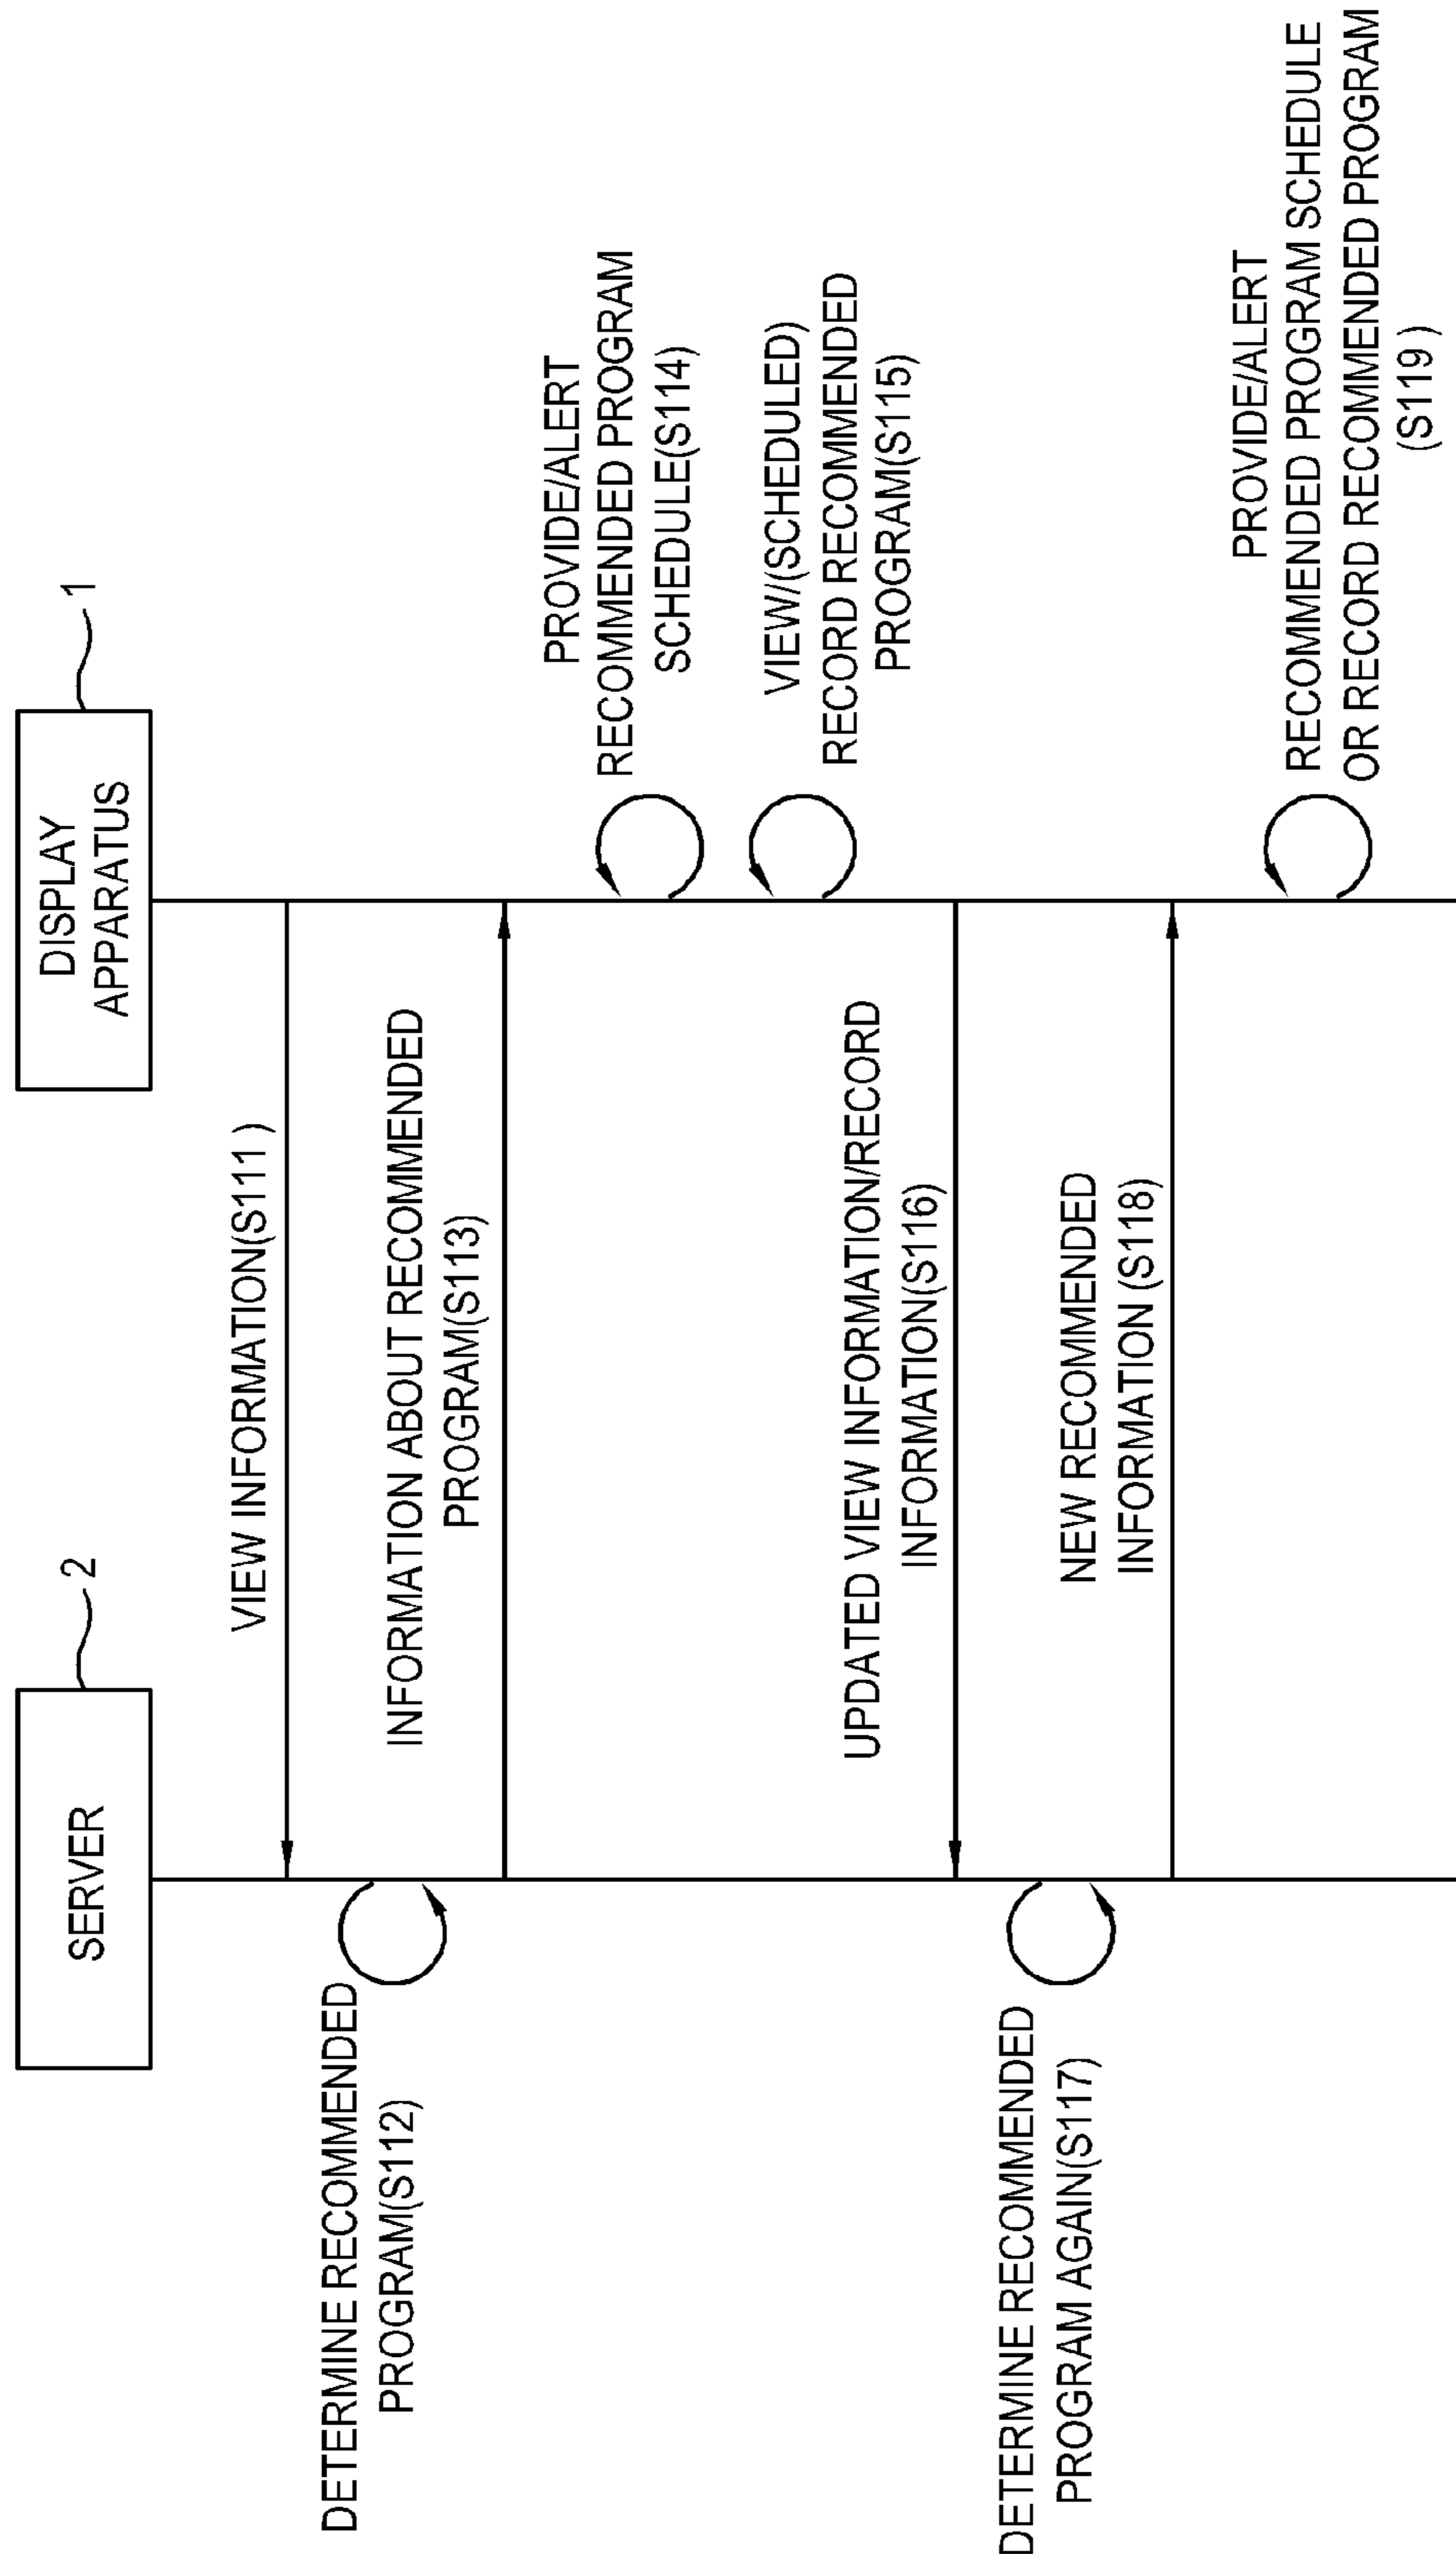 SERVER
2
DISPLAY
APPARATUS
1
VIEW INFORMATION(S111 )
DETERMINE RECOMMENDED
PROGRAM(S112)
INFORMATION ABOUT RECOMMENDED
PROGRAM(S113)
PROVIDE/ALERT
RECOMMENDED PROGRAM
SCHEDULE(S114)
VIEW/(SCHEDULED)
RECORD RECOMMENDED
PROGRAM(S115)
UPDATED VIEW INFORMATION/RECORD
INFORMATION(S116)
DETERMINE RECOMMENDED
PROGRAM AGAIN(S117)
NEW RECOMMENDED
INFORMATION (S118)
PROVIDE/ALERT
RECOMMENDED PROGRAM SCHEDULE
OR RECORD RECOMMENDED PROGRAM
(S119 )